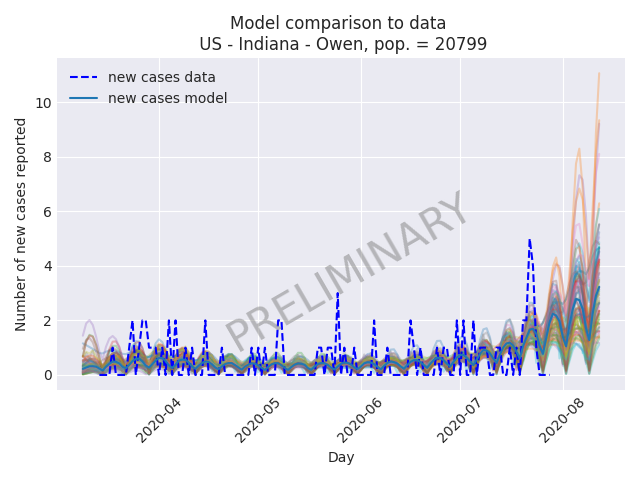 Model comparison to data
US - Indiana - Owen, pop. = 20799
new cases data
new cases model
PRELIMINARY
Number of new cases reported
10
8
6
4
2
0
2020-04
2020-05
2020-06
2020-07
2020-08
Day